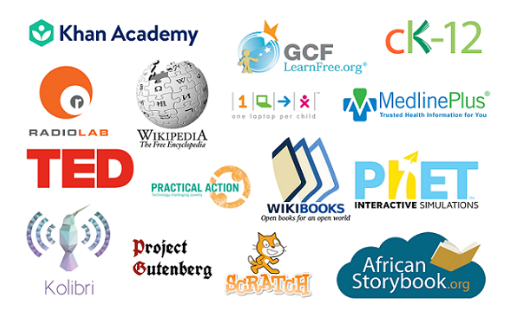 Khan Academy
GCF
LearnFree.org®
cK-12
RADIOLAB
WIKIPEDIA
The Free Encyclopedia
one laptop per child
MedlinePlus®
Trusted Health Information for You
TED
PRACTICAL ACTION
Technology challenging poverty
WIKIBOOKS
Open books for an open world
PhET
INTERACTIVE SIMULATIONS
Kolibri
Project
Gutenberg
SCRATCH
African
Storybook.org